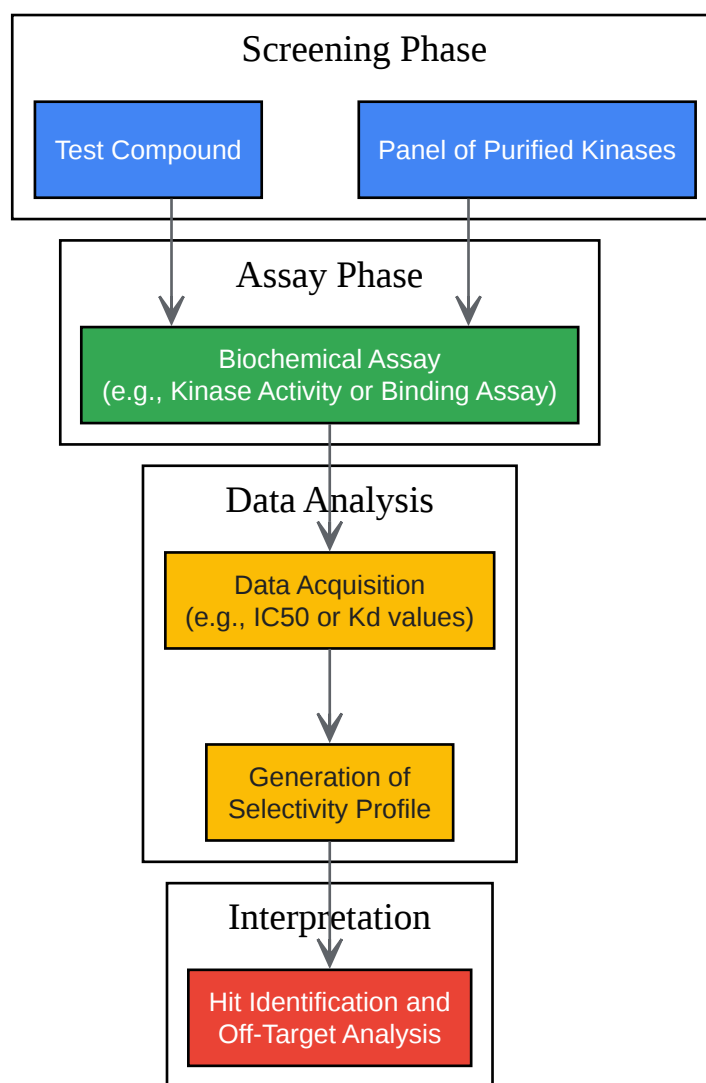 Screening Phase
Test Compound
Panel of Purified Kinases
Assay Phase
Biochemical Assay
(e.g., Kinase Activity or Binding Assay)
Data Analysis
Data Acquisition
(e.g., IC50 or Kd values)
Generation of
Selectivity Profile
Interpretation
Hit Identification and
Off-Target Analysis